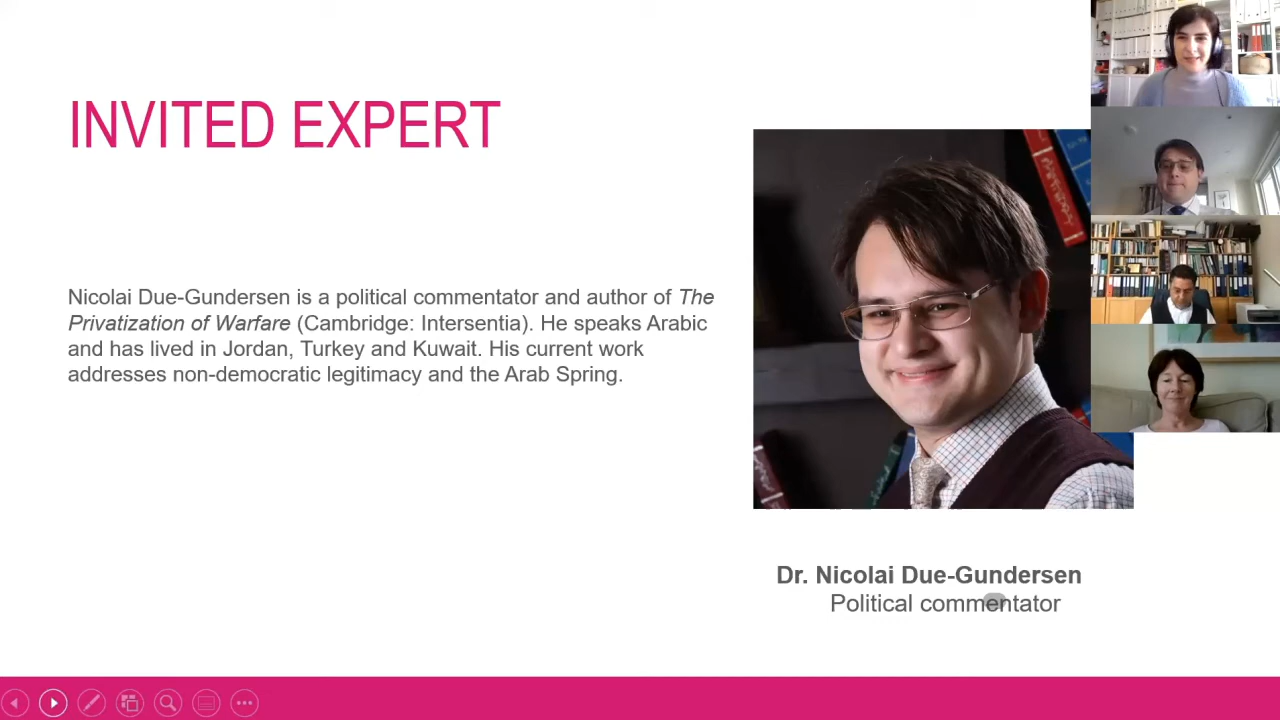 INVITED EXPERT
Nicolai Due-Gundersen is a political commentator and author of The
Privatization of Warfare (Cambridge: Intersentia). He speaks Arabic
and has lived in Jordan, Turkey and Kuwait. His current work
addresses non-democratic legitimacy and the Arab Spring.
Dr. Nicolai Due-Gundersen
Political commentator